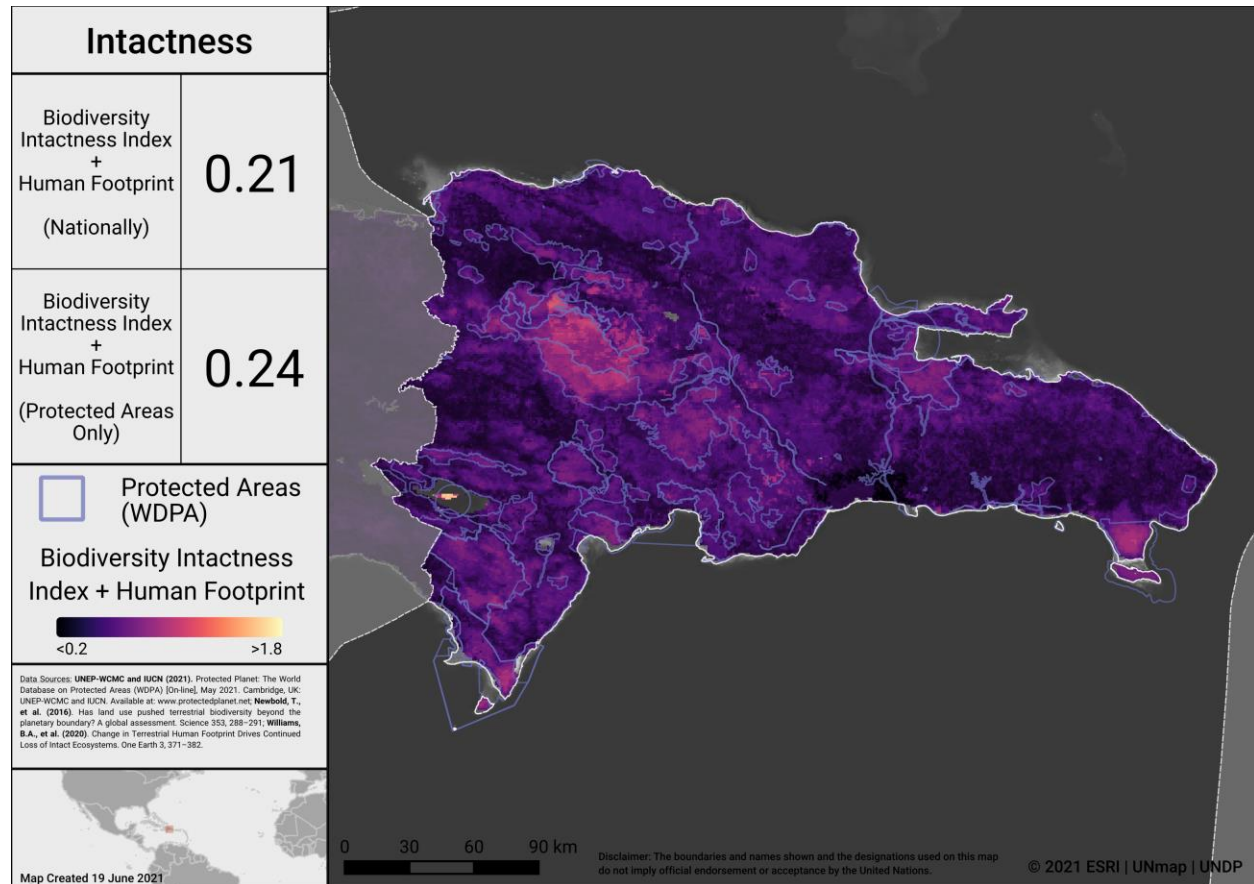 Intactness
Biodiversity
Intactness Index
+
Human Footprint
(Nationally)
0.21
Biodiversity
Intactness Index
+
Human Footprint
(Protected Areas
Only)
0.24
Protected Areas
(WDPA)
Biodiversity Intactness
Index + Human Footprint
<0.2
>1.8
Data Sources: UNEP-WCMC and IUCN (2021). Protected Planet: The World
Database on Protected Areas (WDPA) [On-line], May 2021. Cambridge, UK:
UNEP-WCMC and IUCN. Available at: www.protectedplanet.net; Newbold, T.,
et al. (2016). Has land use pushed terrestrial biodiversity beyond the
planetary boundary? A global assessment. Science 353, 288–291; Williams,
B.A., et al. (2020). Change in Terrestrial Human Footprint Drives Continued
Loss of Intact Ecosystems. One Earth 3, 371–382.
Map Created 19 June 2021
0 30 60 90 km
Disclaimer: The boundaries and names shown and the designations used on this map
do not imply official endorsement or acceptance by the United Nations.
© 2021 ESRI | UNmap | UNDP